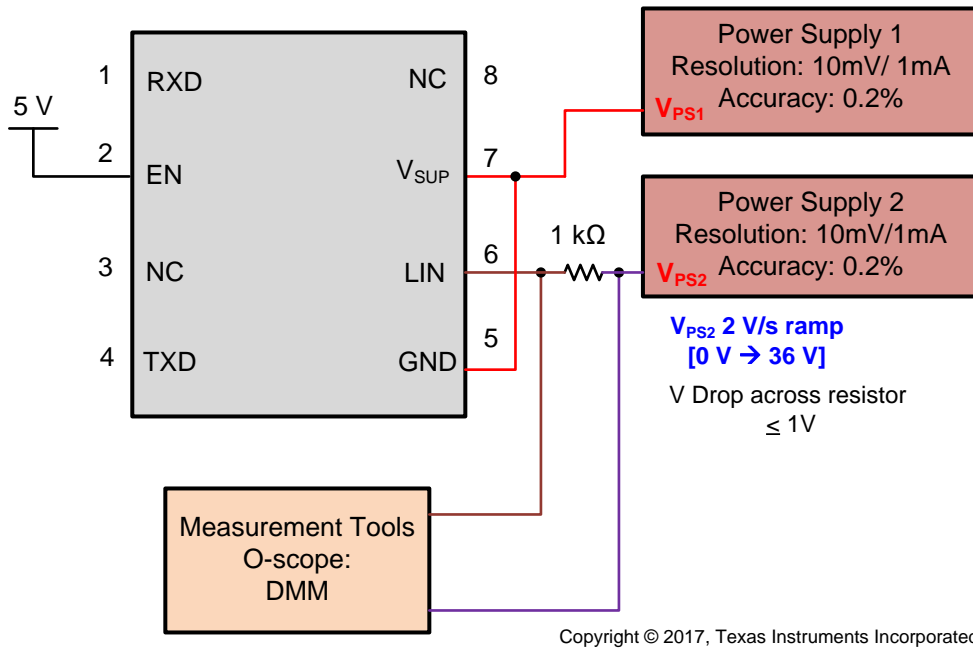 5 V
1
RXD
2
EN
3
NC
4
TXD
NC
8
V_SUP
7
LIN
6
GND
5
1 kΩ
Power Supply 1
Resolution: 10mV/ 1mA
Accuracy: 0.2%
V_PS1
Power Supply 2
Resolution: 10mV/1mA
Accuracy: 0.2%
V_PS2
V_PS2 2 V/s ramp
[0 V → 36 V]
V Drop across resistor
≤ 1V
Measurement Tools
O-scope:
DMM
Copyright © 2017, Texas Instruments Incorporated